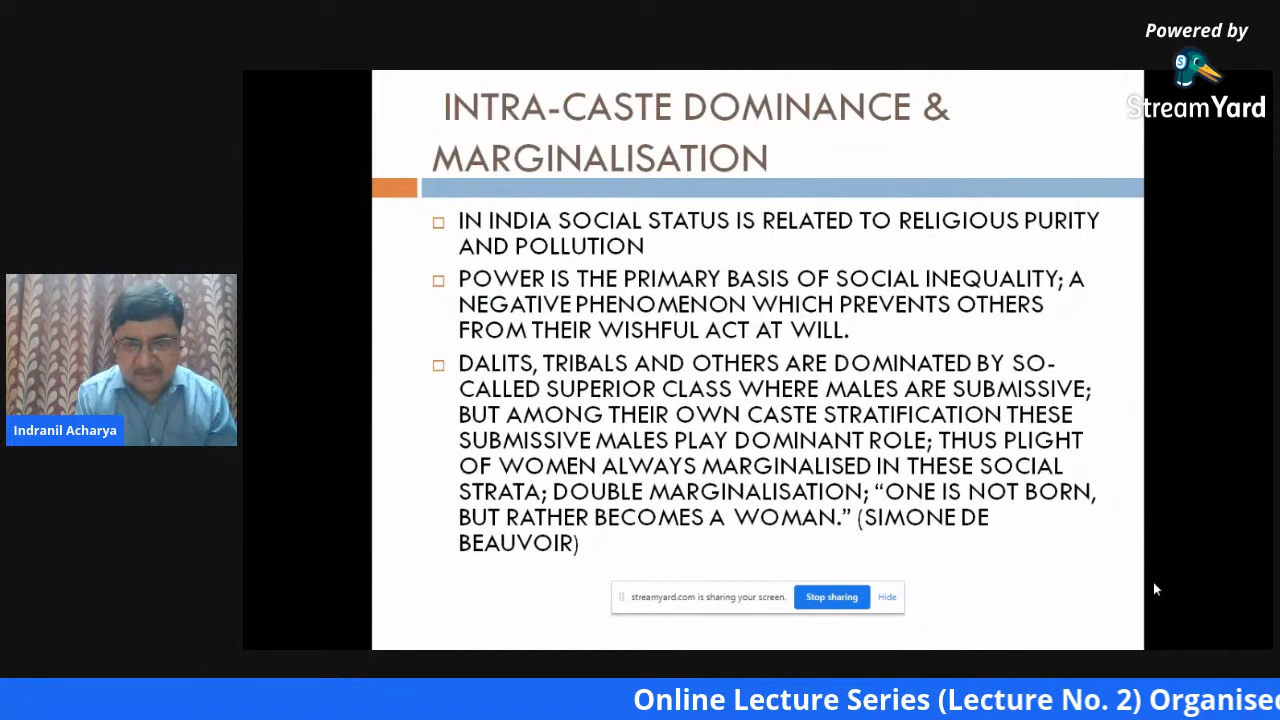 Powered by
StreamYard
INTRA-CASTE DOMINANCE &
MARGINALISATION
IN INDIA SOCIAL STATUS IS RELATED TO RELIGIOUS PURITY
AND POLLUTION
POWER IS THE PRIMARY BASIS OF SOCIAL INEQUALITY; A
NEGATIVE PHENOMENON WHICH PREVENTS OTHERS
FROM THEIR WISHFUL ACT AT WILL.
DALITS, TRIBALS AND OTHERS ARE DOMINATED BY SO-
CALLED SUPERIOR CLASS WHERE MALES ARE SUBMISSIVE;
BUT AMONG THEIR OWN CASTE STRATIFICATION THESE
SUBMISSIVE MALES PLAY DOMINANT ROLE; THUS PLIGHT
OF WOMEN ALWAYS MARGINALISED IN THESE SOCIAL
STRATA; DOUBLE MARGINALISATION; “ONE IS NOT BORN,
BUT RATHER BECOMES A WOMAN.” (SIMONE DE
BEAUVOIR)
Indranil Acharya
streamyard.com is sharing your screen. Stop sharing Hide
Online Lecture Series (Lecture No. 2) Organised